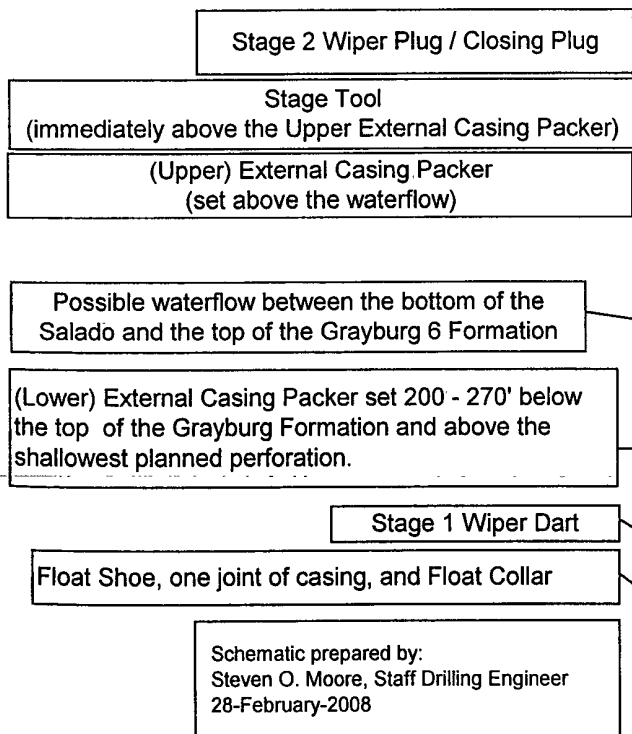 Stage 2 Wiper Plug / Closing Plug
Stage Tool
(immediately above the Upper External Casing Packer)
(Upper) External Casing Packer
(set above the waterflow)
Possible waterflow between the bottom of the
Salado and the top of the Grayburg 6 Formation
(Lower) External Casing Packer set 200 - 270' below
the top of the Grayburg Formation and above the
shallowest planned perforation.
Stage 1 Wiper Dart
Float Shoe, one joint of casing, and Float Collar
Schematic prepared by:
Steven O. Moore, Staff Drilling Engineer
28-February-2008